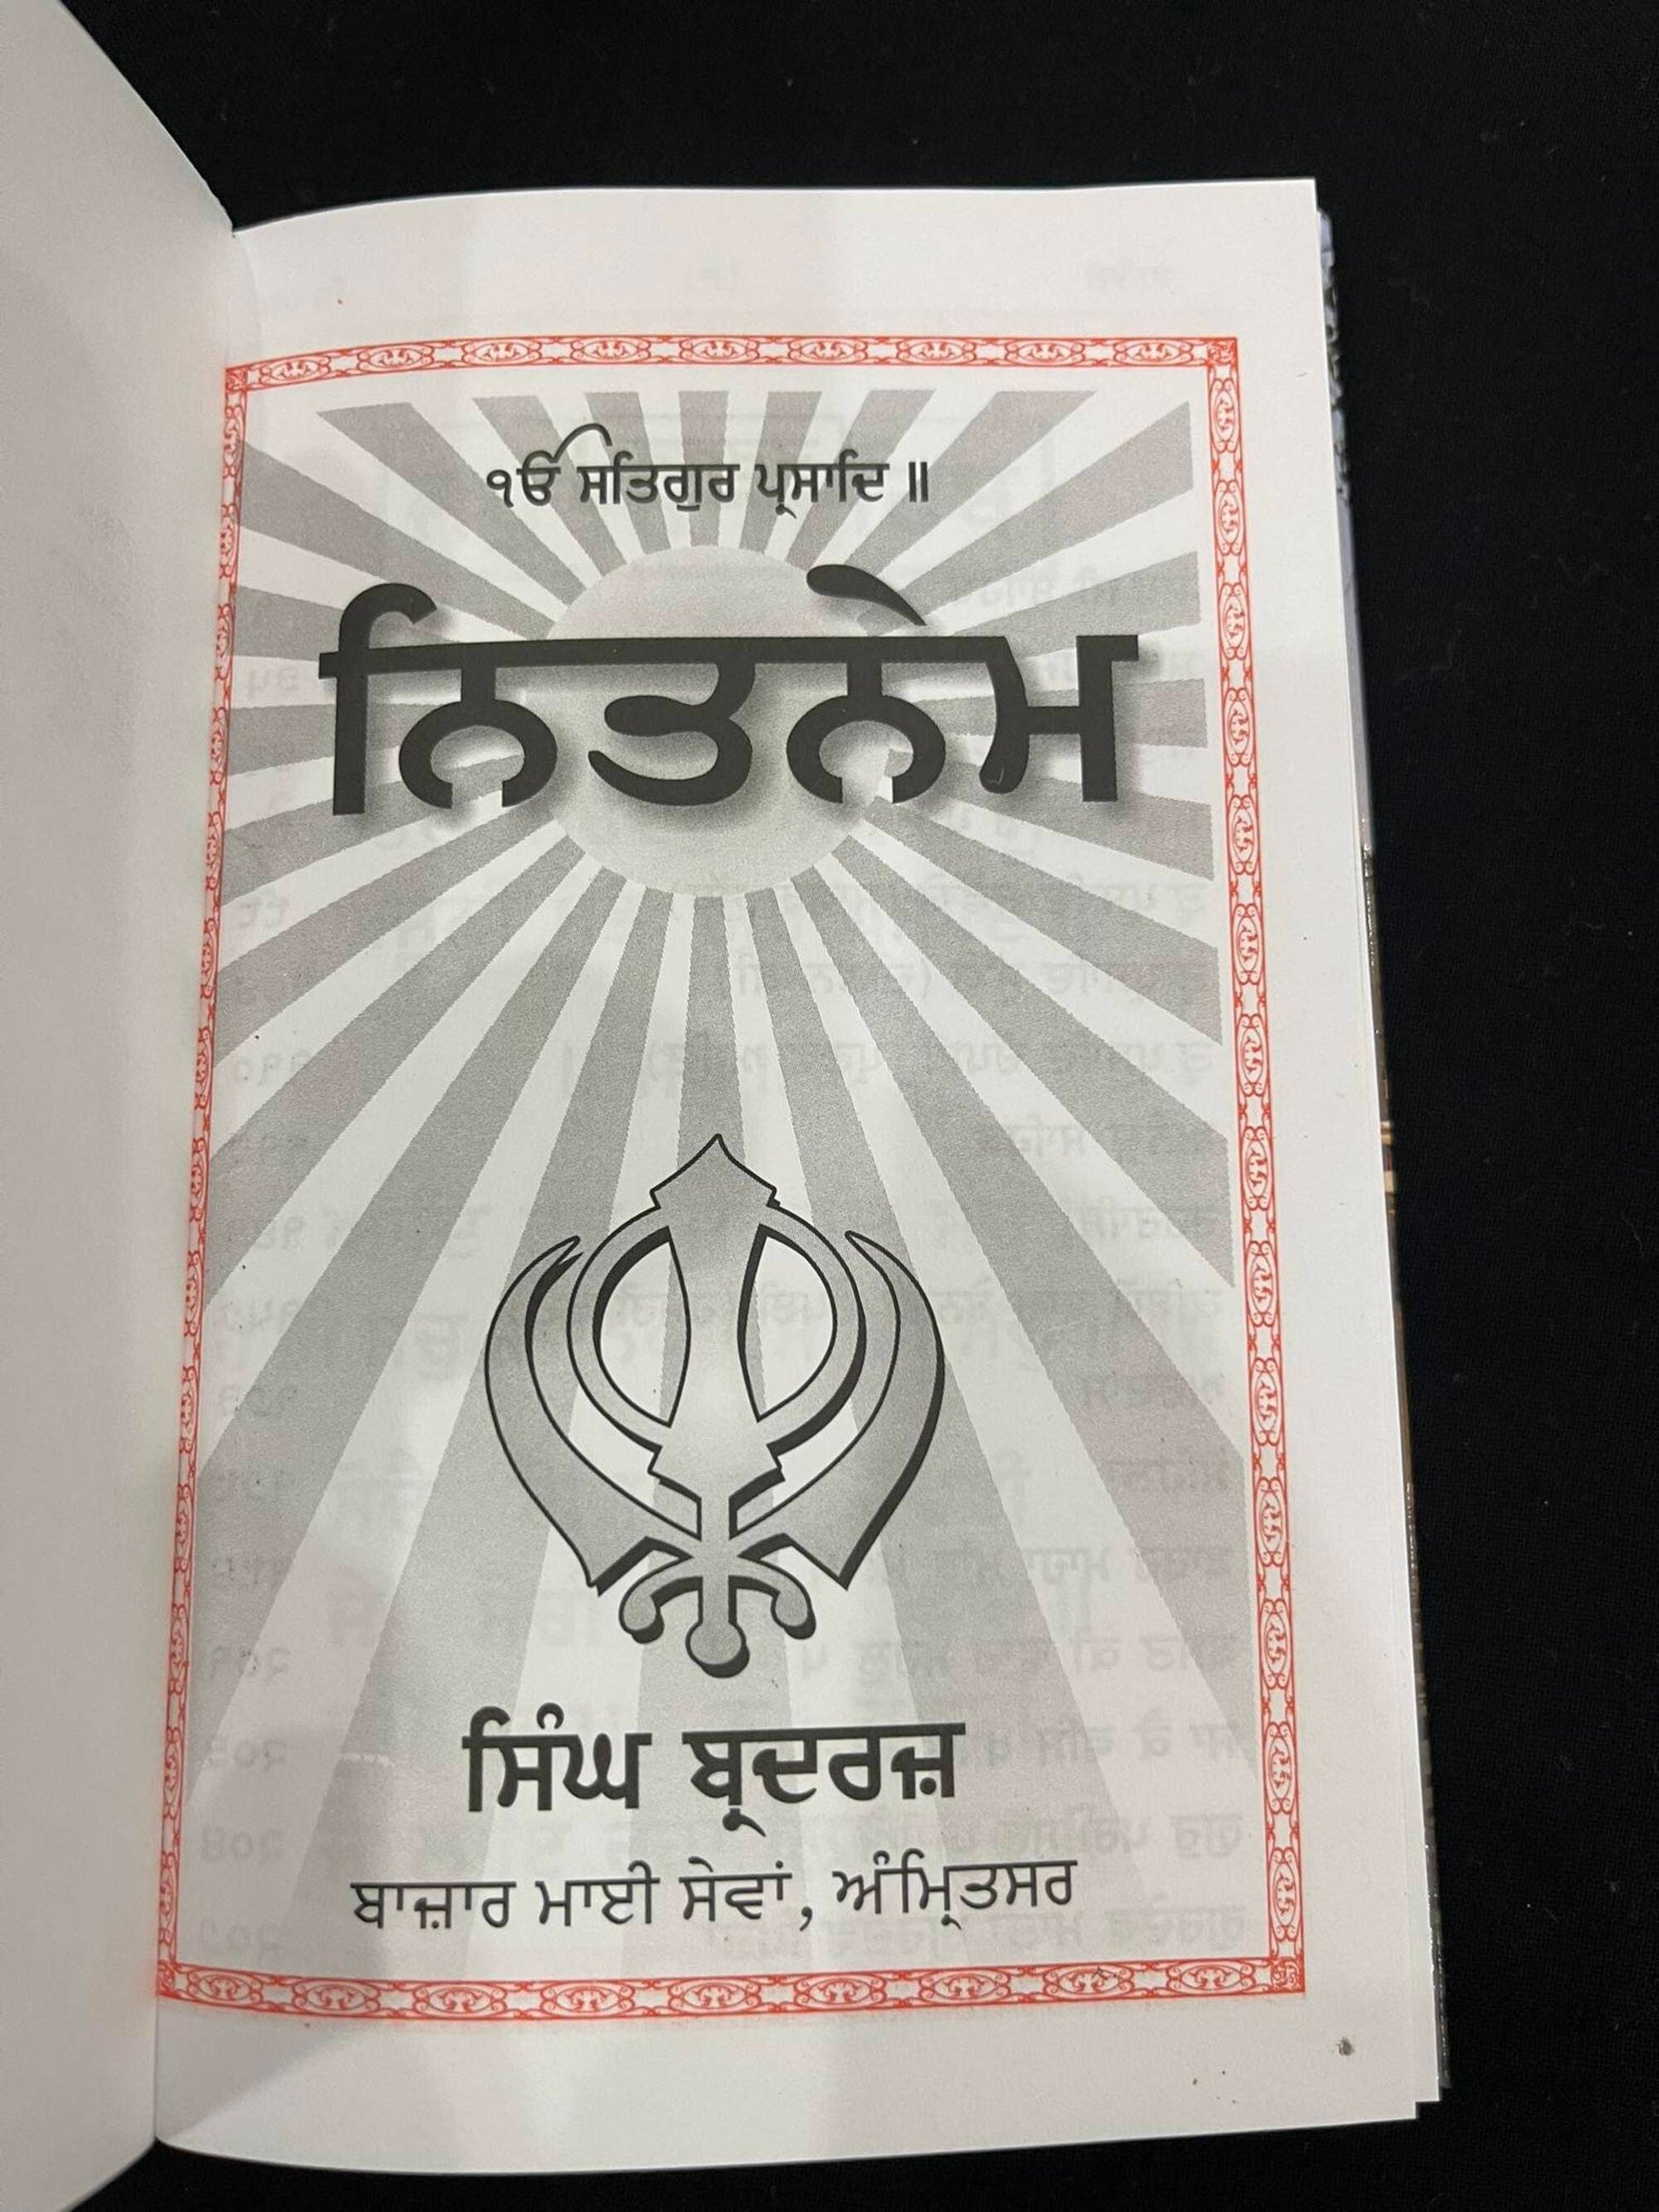 ੴ ਸਤਿਗੁਰ ਪ੍ਰਸਾਦਿ ॥
ਨਿਤਨੇਮ
ਸਿੰਘ ਬ੍ਰਦਰਜ਼
ਬਾਜ਼ਾਰ ਮਾਈ ਸੇਵਾਂ, ਅੰਮ੍ਰਿਤਸਰ